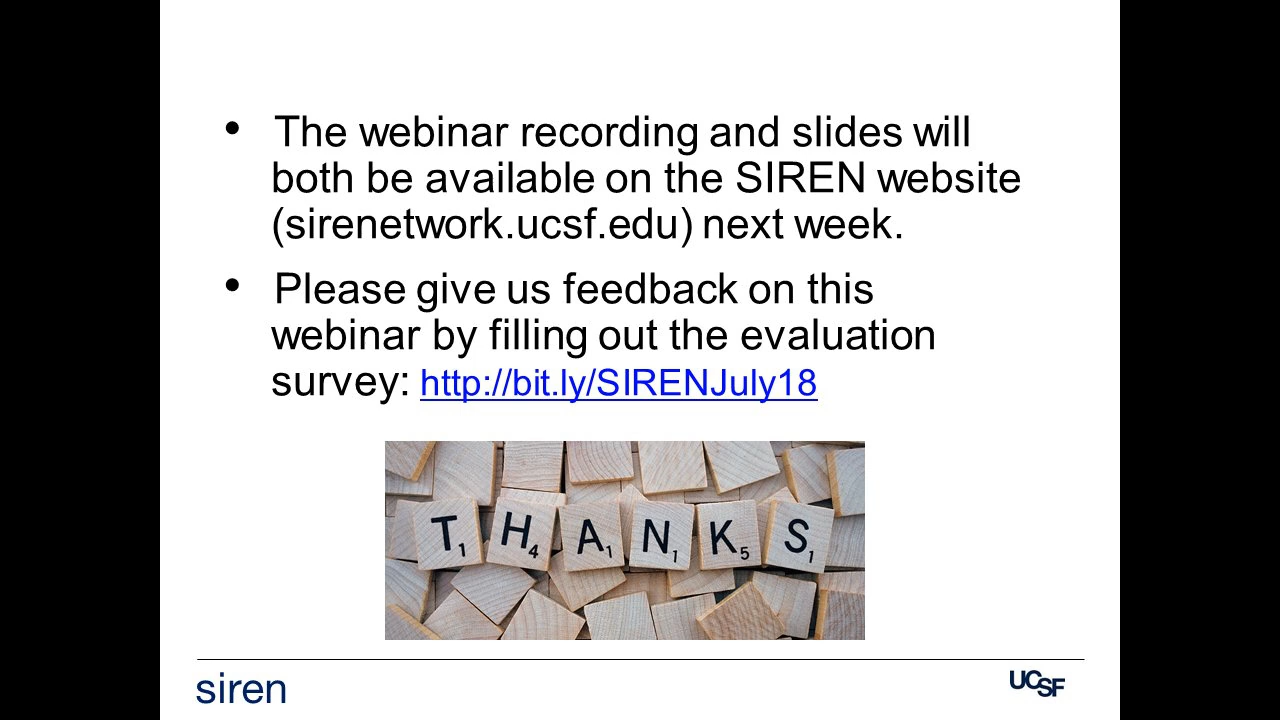 • The webinar recording and slides will
both be available on the SIREN website
(sirenetwork.ucsf.edu) next week.
• Please give us feedback on this
webinar by filling out the evaluation
survey: http://bit.ly/SIRENJuly18
T1 H4 A1 N1 K5 S1
siren
UCSF